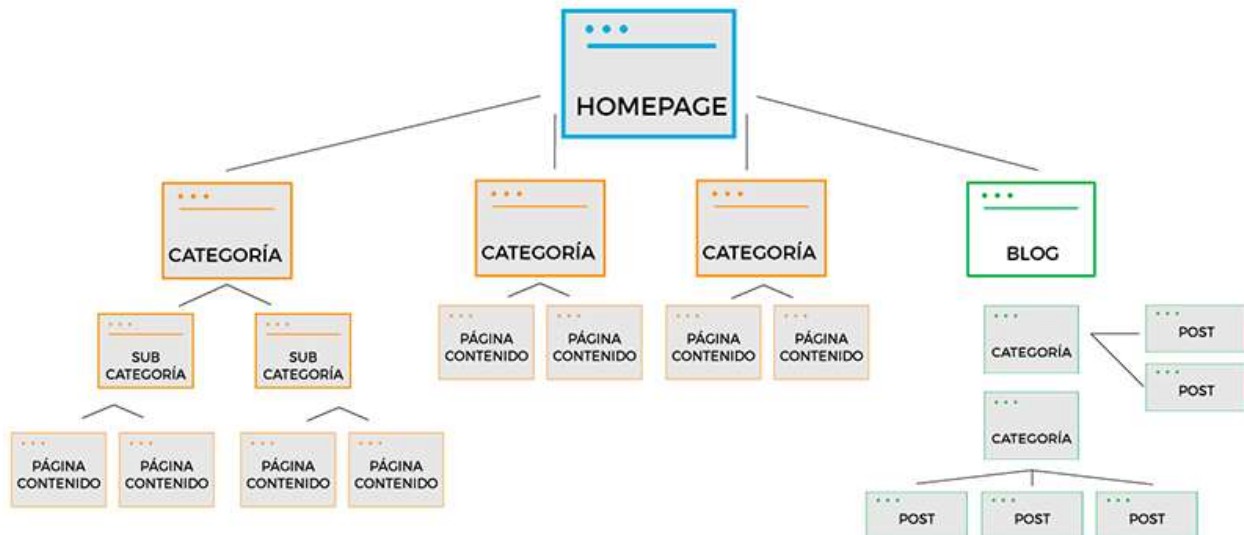 HOMEPAGE
CATEGORÍA
CATEGORÍA
CATEGORÍA
BLOG
SUB
CATEGORÍA
SUB
CATEGORÍA
PÁGINA
CONTENIDO
PÁGINA
CONTENIDO
PÁGINA
CONTENIDO
PÁGINA
CONTENIDO
CATEGORÍA
POST
POST
CATEGORÍA
PÁGINA
CONTENIDO
PÁGINA
CONTENIDO
PÁGINA
CONTENIDO
PÁGINA
CONTENIDO
POST
POST
POST